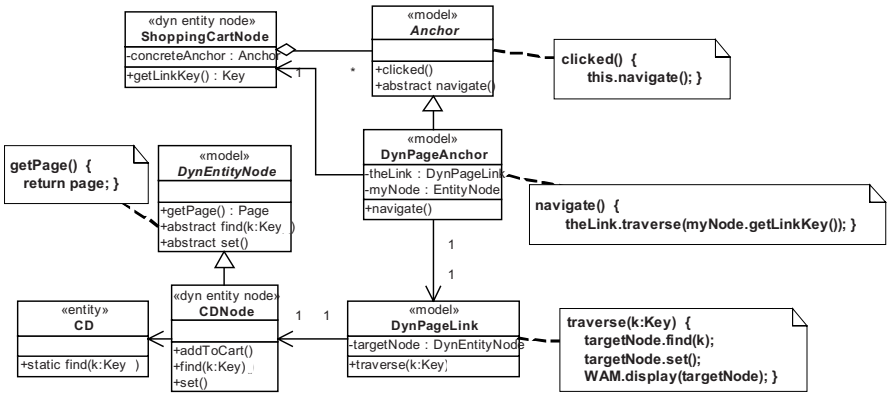 «dyn entity node»
ShoppingCartNode
-concreteAnchor : Anchor
+getLinkKey() : Key
1
*
«model»
Anchor
+clicked()
+abstract navigate()
clicked() {
this.navigate(); }
getPage() {
return page; }
«model»
DynEntityNode
+getPage() : Page
+abstract find(k:Key )
+abstract set()
«model»
DynPageAnchor
-theLink : DynPageLink
-myNode : EntityNode
+navigate()
navigate() {
theLink.traverse(myNode.getLinkKey()); }
1
1
«entity»
CD
+static find(k:Key )
«dyn entity node»
CDNode
+addToCart()
+find(k:Key)
+set()
1 1
«model»
DynPageLink
-targetNode : DynEntityNode
+traverse(k:Key)
traverse(k:Key) {
targetNode.find(k);
targetNode.set();
WAM.display(targetNode); }